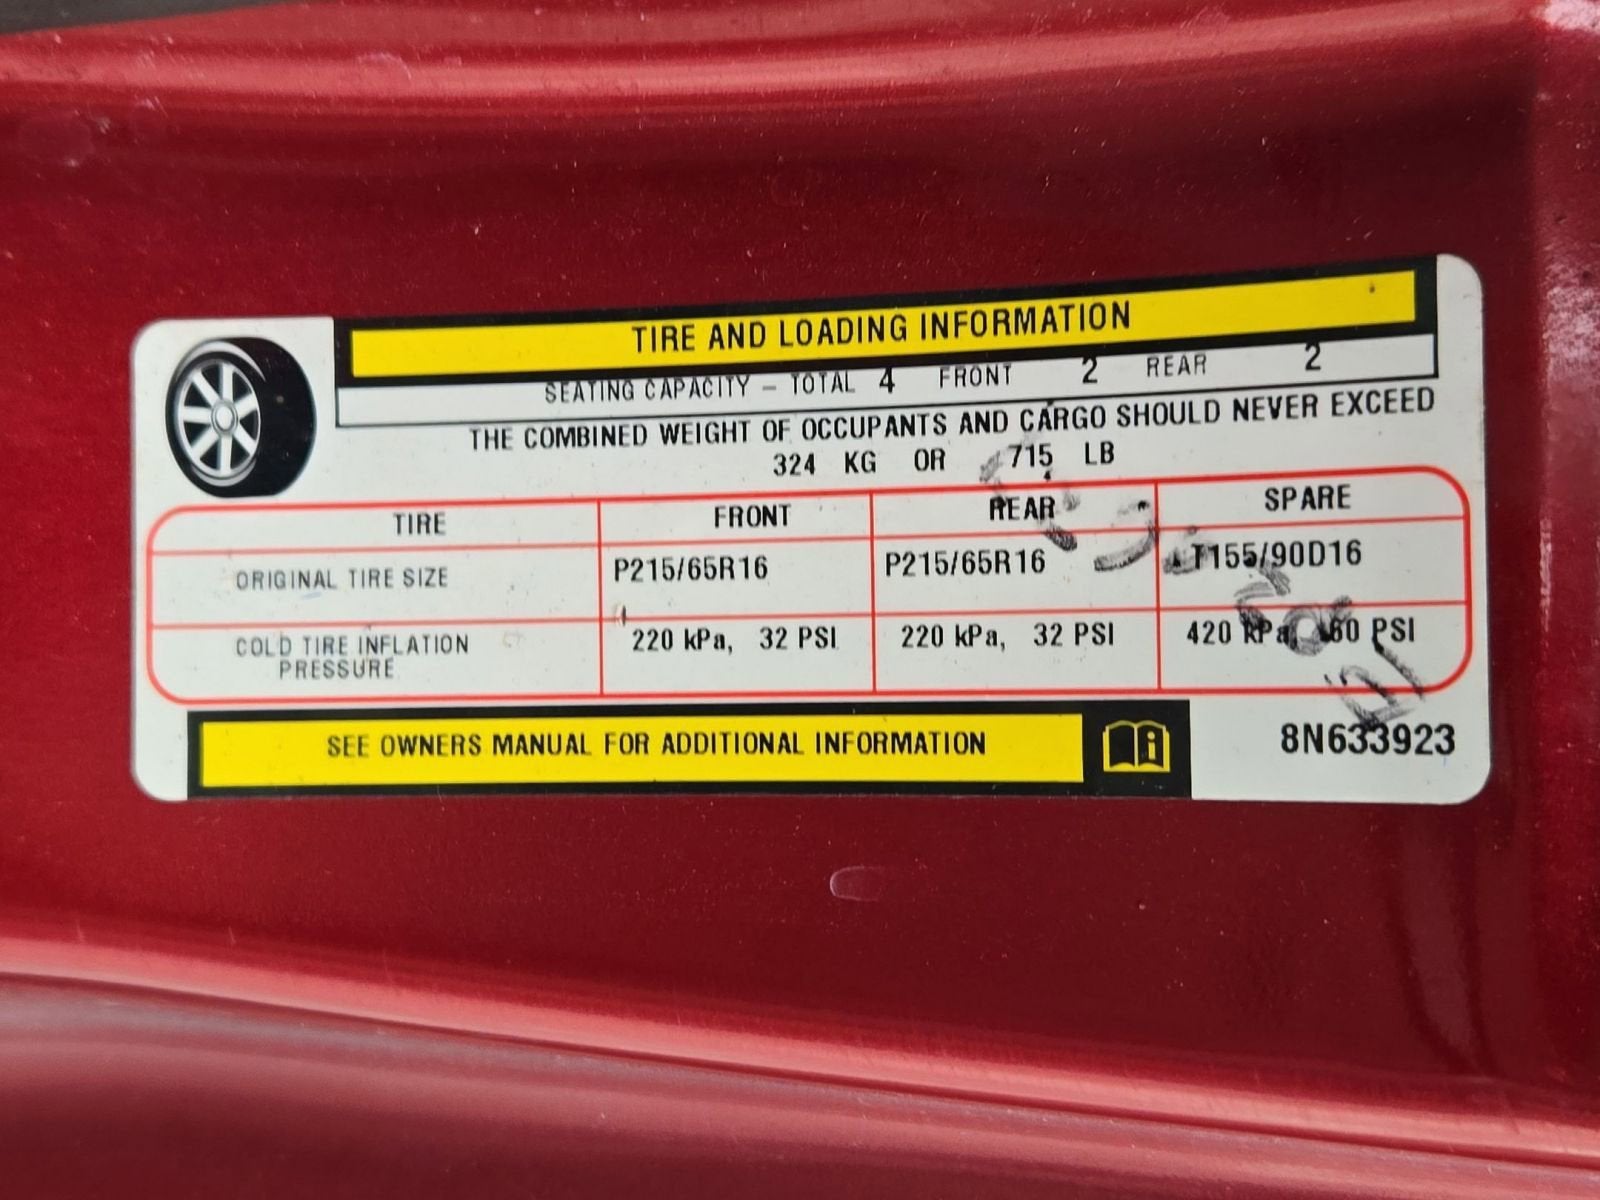 TIRE AND LOADING INFORMATION
SEATING CAPACITY – TOTAL 4 FRONT 2 REAR 2
THE COMBINED WEIGHT OF OCCUPANTS AND CARGO SHOULD NEVER EXCEED
324 KG OR 715 LB
TIRE FRONT REAR SPARE
ORIGINAL TIRE SIZE P215/65R16 P215/65R16 T155/90D16
COLD TIRE INFLATION PRESSURE 220 kPa, 32 PSI 220 kPa, 32 PSI 420 kPa, 60 PSI
SEE OWNERS MANUAL FOR ADDITIONAL INFORMATION
8N633923